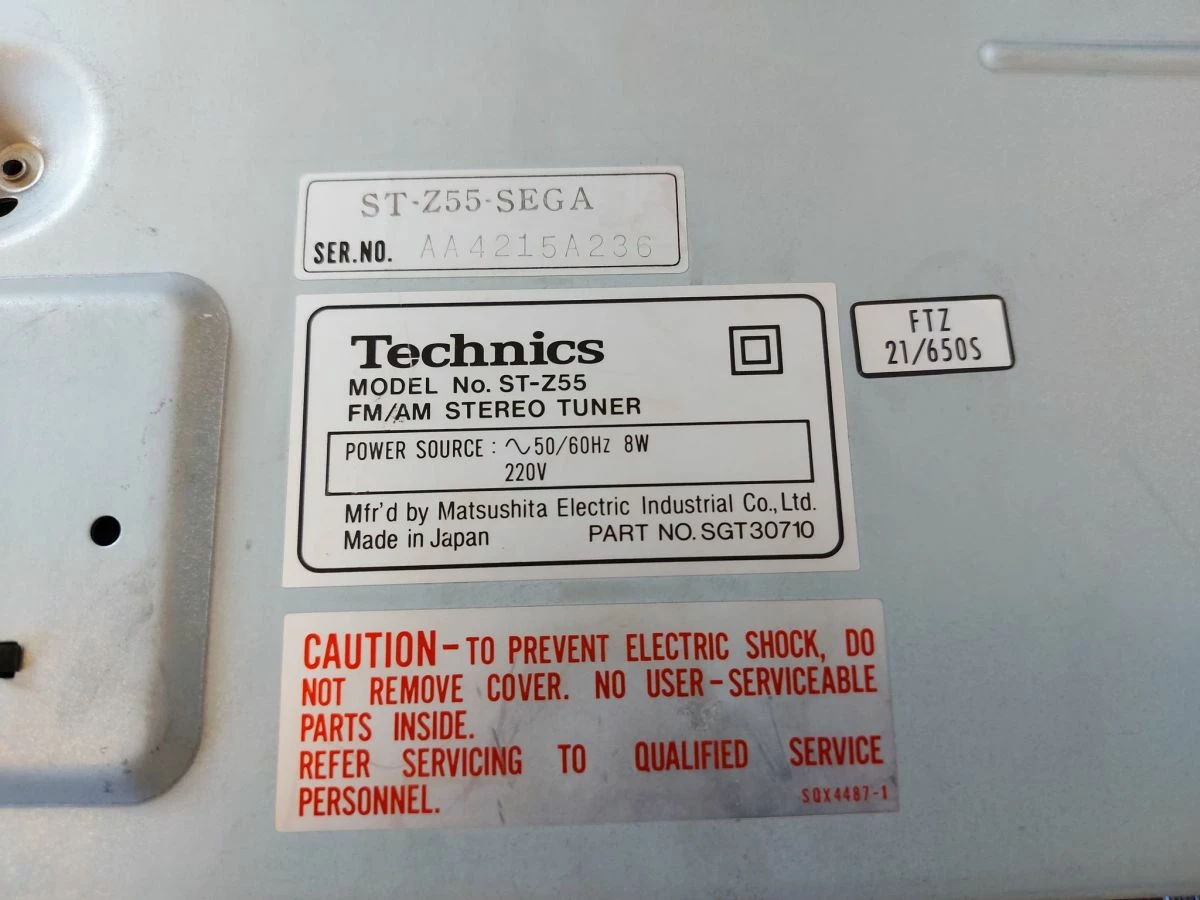 ST-Z55-SEGA
SER.NO. AA4215A236
Technics
MODEL No. ST-Z55
FM/AM STEREO TUNER
POWER SOURCE : ∿50/60Hz 8W
220V
Mfr'd by Matsushita Electric Industrial Co., Ltd.
Made in Japan PART NO. SGT30710
FTZ
21/650S
CAUTION – TO PREVENT ELECTRIC SHOCK, DO
NOT REMOVE COVER. NO USER – SERVICEABLE
PARTS INSIDE.
REFER SERVICING TO QUALIFIED SERVICE
PERSONNEL.
SQX4487-1